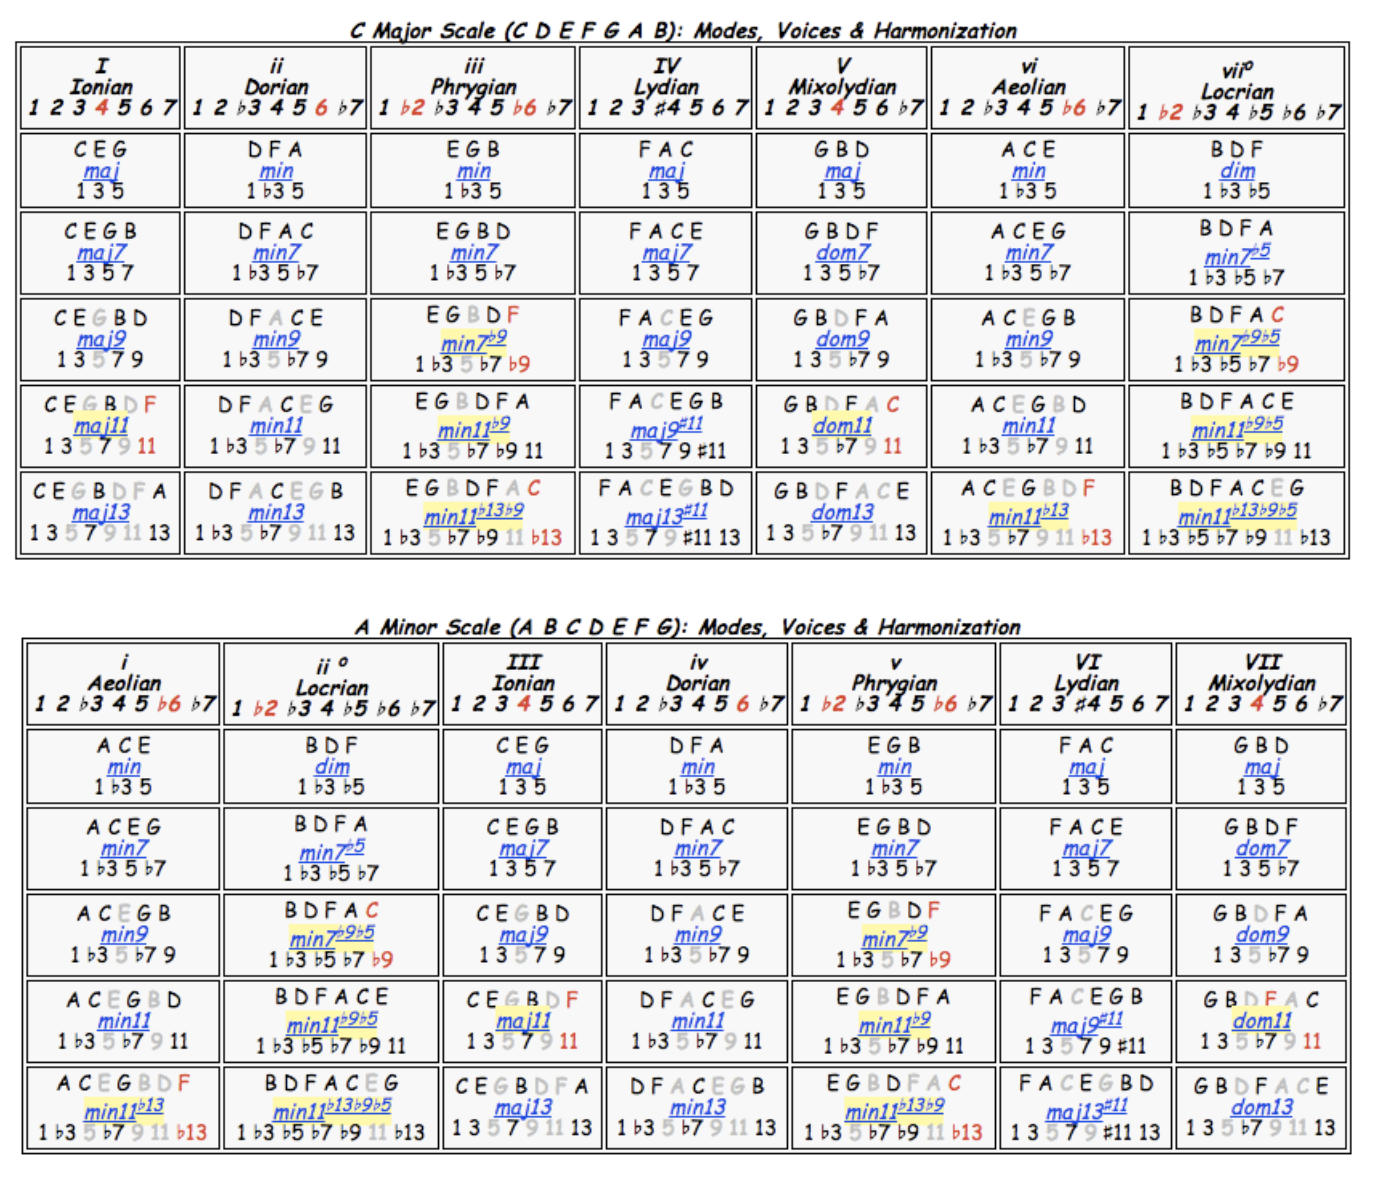 C Major Scale (C D E F G A B): Modes, Voices & Harmonization
I ii iii IV V vi viiº
Ionian Dorian Phrygian Lydian Mixolydian Aeolian Locrian
1 2 3 4 5 6 7 1 2 ♭3 4 5 6 ♭7 1 ♭2 ♭3 4 5 ♭6 ♭7 1 2 3 ♯4 5 6 7 1 2 3 4 5 6 ♭7 1 2 ♭3 4 5 ♭6 ♭7 1 ♭2 ♭3 4 ♭5 ♭6 ♭7
C E G D F A E G B F A C G B D A C E B D F
maj min min maj maj min dim
1 3 5 1 ♭3 5 1 ♭3 5 1 3 5 1 3 5 1 ♭3 5 1 ♭3 ♭5
C E G B D F A C E G B D F A C E G B D F A C E G B D F A
maj7 min7 min7 maj7 dom7 min7 min7♭5
1 3 5 7 1 ♭3 5 ♭7 1 ♭3 5 ♭7 1 3 5 7 1 3 5 ♭7 1 ♭3 5 ♭7 1 ♭3 ♭5 ♭7
C E G B D D F A C E E G B D F F A C E G G B D F A A C E G B B D F A C
maj9 min9 min7♭9 maj9 dom9 min9 min7♭9♭5
1 3 5 7 9 1 ♭3 5 ♭7 9 1 ♭3 5 ♭7 ♭9 1 3 5 7 9 1 3 5 ♭7 9 1 ♭3 5 ♭7 9 1 ♭3 ♭5 ♭7 ♭9
C E G B D F D F A C E G E G B D F A F A C E G B G B D F A C A C E G B D B D F A C E
maj11 min11 min11♭9 maj9♯11 dom11 min11 min11♭9♭5
1 3 5 7 9 11 1 ♭3 5 ♭7 9 11 1 ♭3 5 ♭7 ♭9 11 1 3 5 7 9 ♯11 1 3 5 ♭7 9 11 1 ♭3 5 ♭7 9 11 1 ♭3 ♭5 ♭7 ♭9 11
C E G B D F A D F A C E G B E G B D F A C F A C E G B D G B D F A C E A C E G B D F B D F A C E G
maj13 min13 min11♭13♭9 maj13♯11 dom13 min11♭13 min11♭13♭9♭5
1 3 5 7 9 11 13 1 ♭3 5 ♭7 9 11 13 1 ♭3 5 ♭7 ♭9 11 ♭13 1 3 5 7 9 ♯11 13 1 3 5 ♭7 9 11 13 1 ♭3 5 ♭7 9 11 ♭13 1 ♭3 ♭5 ♭7 ♭9 11 ♭13
A Minor Scale (A B C D E F G): Modes, Voices & Harmonization
i ii º III iv v VI VII
Aeolian Locrian Ionian Dorian Phrygian Lydian Mixolydian
1 2 ♭3 4 5 ♭6 ♭7 1 ♭2 ♭3 4 ♭5 ♭6 ♭7 1 2 3 4 5 6 7 1 2 ♭3 4 5 6 ♭7 1 ♭2 ♭3 4 5 ♭6 ♭7 1 2 3 ♯4 5 6 7 1 2 3 4 5 6 ♭7
A C E B D F C E G D F A E G B F A C G B D
min dim maj min min maj maj
1 ♭3 5 1 ♭3 ♭5 1 3 5 1 ♭3 5 1 ♭3 5 1 3 5 1 3 5
A C E G B D F A C E G B D F A C E G B D F A C E G B D F
min7 min7♭5 maj7 min7 min7 maj7 dom7
1 ♭3 5 ♭7 1 ♭3 ♭5 ♭7 1 3 5 7 1 ♭3 5 ♭7 1 ♭3 5 ♭7 1 3 5 7 1 3 5 ♭7
A C E G B B D F A C C E G B D D F A C E E G B D F F A C E G G B D F A
min9 min7♭9♭5 maj9 min9 min7♭9 maj9 dom9
1 ♭3 5 ♭7 9 1 ♭3 ♭5 ♭7 ♭9 1 3 5 7 9 1 ♭3 5 ♭7 9 1 ♭3 5 ♭7 ♭9 1 3 5 7 9 1 3 5 ♭7 9
A C E G B D B D F A C E C E G B D F D F A C E G E G B D F A F A C E G B G B D F A C
min11 min11♭9♭5 maj11 min11 min11♭9 maj9♯11 dom11
1 ♭3 5 ♭7 9 11 1 ♭3 ♭5 ♭7 ♭9 11 1 3 5 7 9 11 1 ♭3 5 ♭7 9 11 1 ♭3 5 ♭7 ♭9 11 1 3 5 7 9 ♯11 1 3 5 ♭7 9 11
A C E G B D F B D F A C E G C E G B D F A D F A C E G B E G B D F A C F A C E G B D G B D F A C E
min11♭13 min11♭13♭9♭5 maj13 min13 min11♭13♭9 maj13♯11 dom13
1 ♭3 5 ♭7 9 11 ♭13 1 ♭3 ♭5 ♭7 ♭9 11 ♭13 1 3 5 7 9 11 13 1 ♭3 5 ♭7 9 11 13 1 ♭3 5 ♭7 ♭9 11 ♭13 1 3 5 7 9 ♯11 13 1 3 5 ♭7 9 11 13